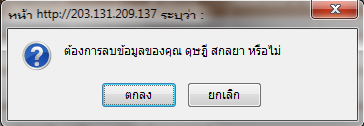 หน้า http://203.131.209.137 ระบุว่า :
ต้องการลบข้อมูลของคุณ ดุษฎี สกลยา หรือไม่
ตกลง
ยกเลิก